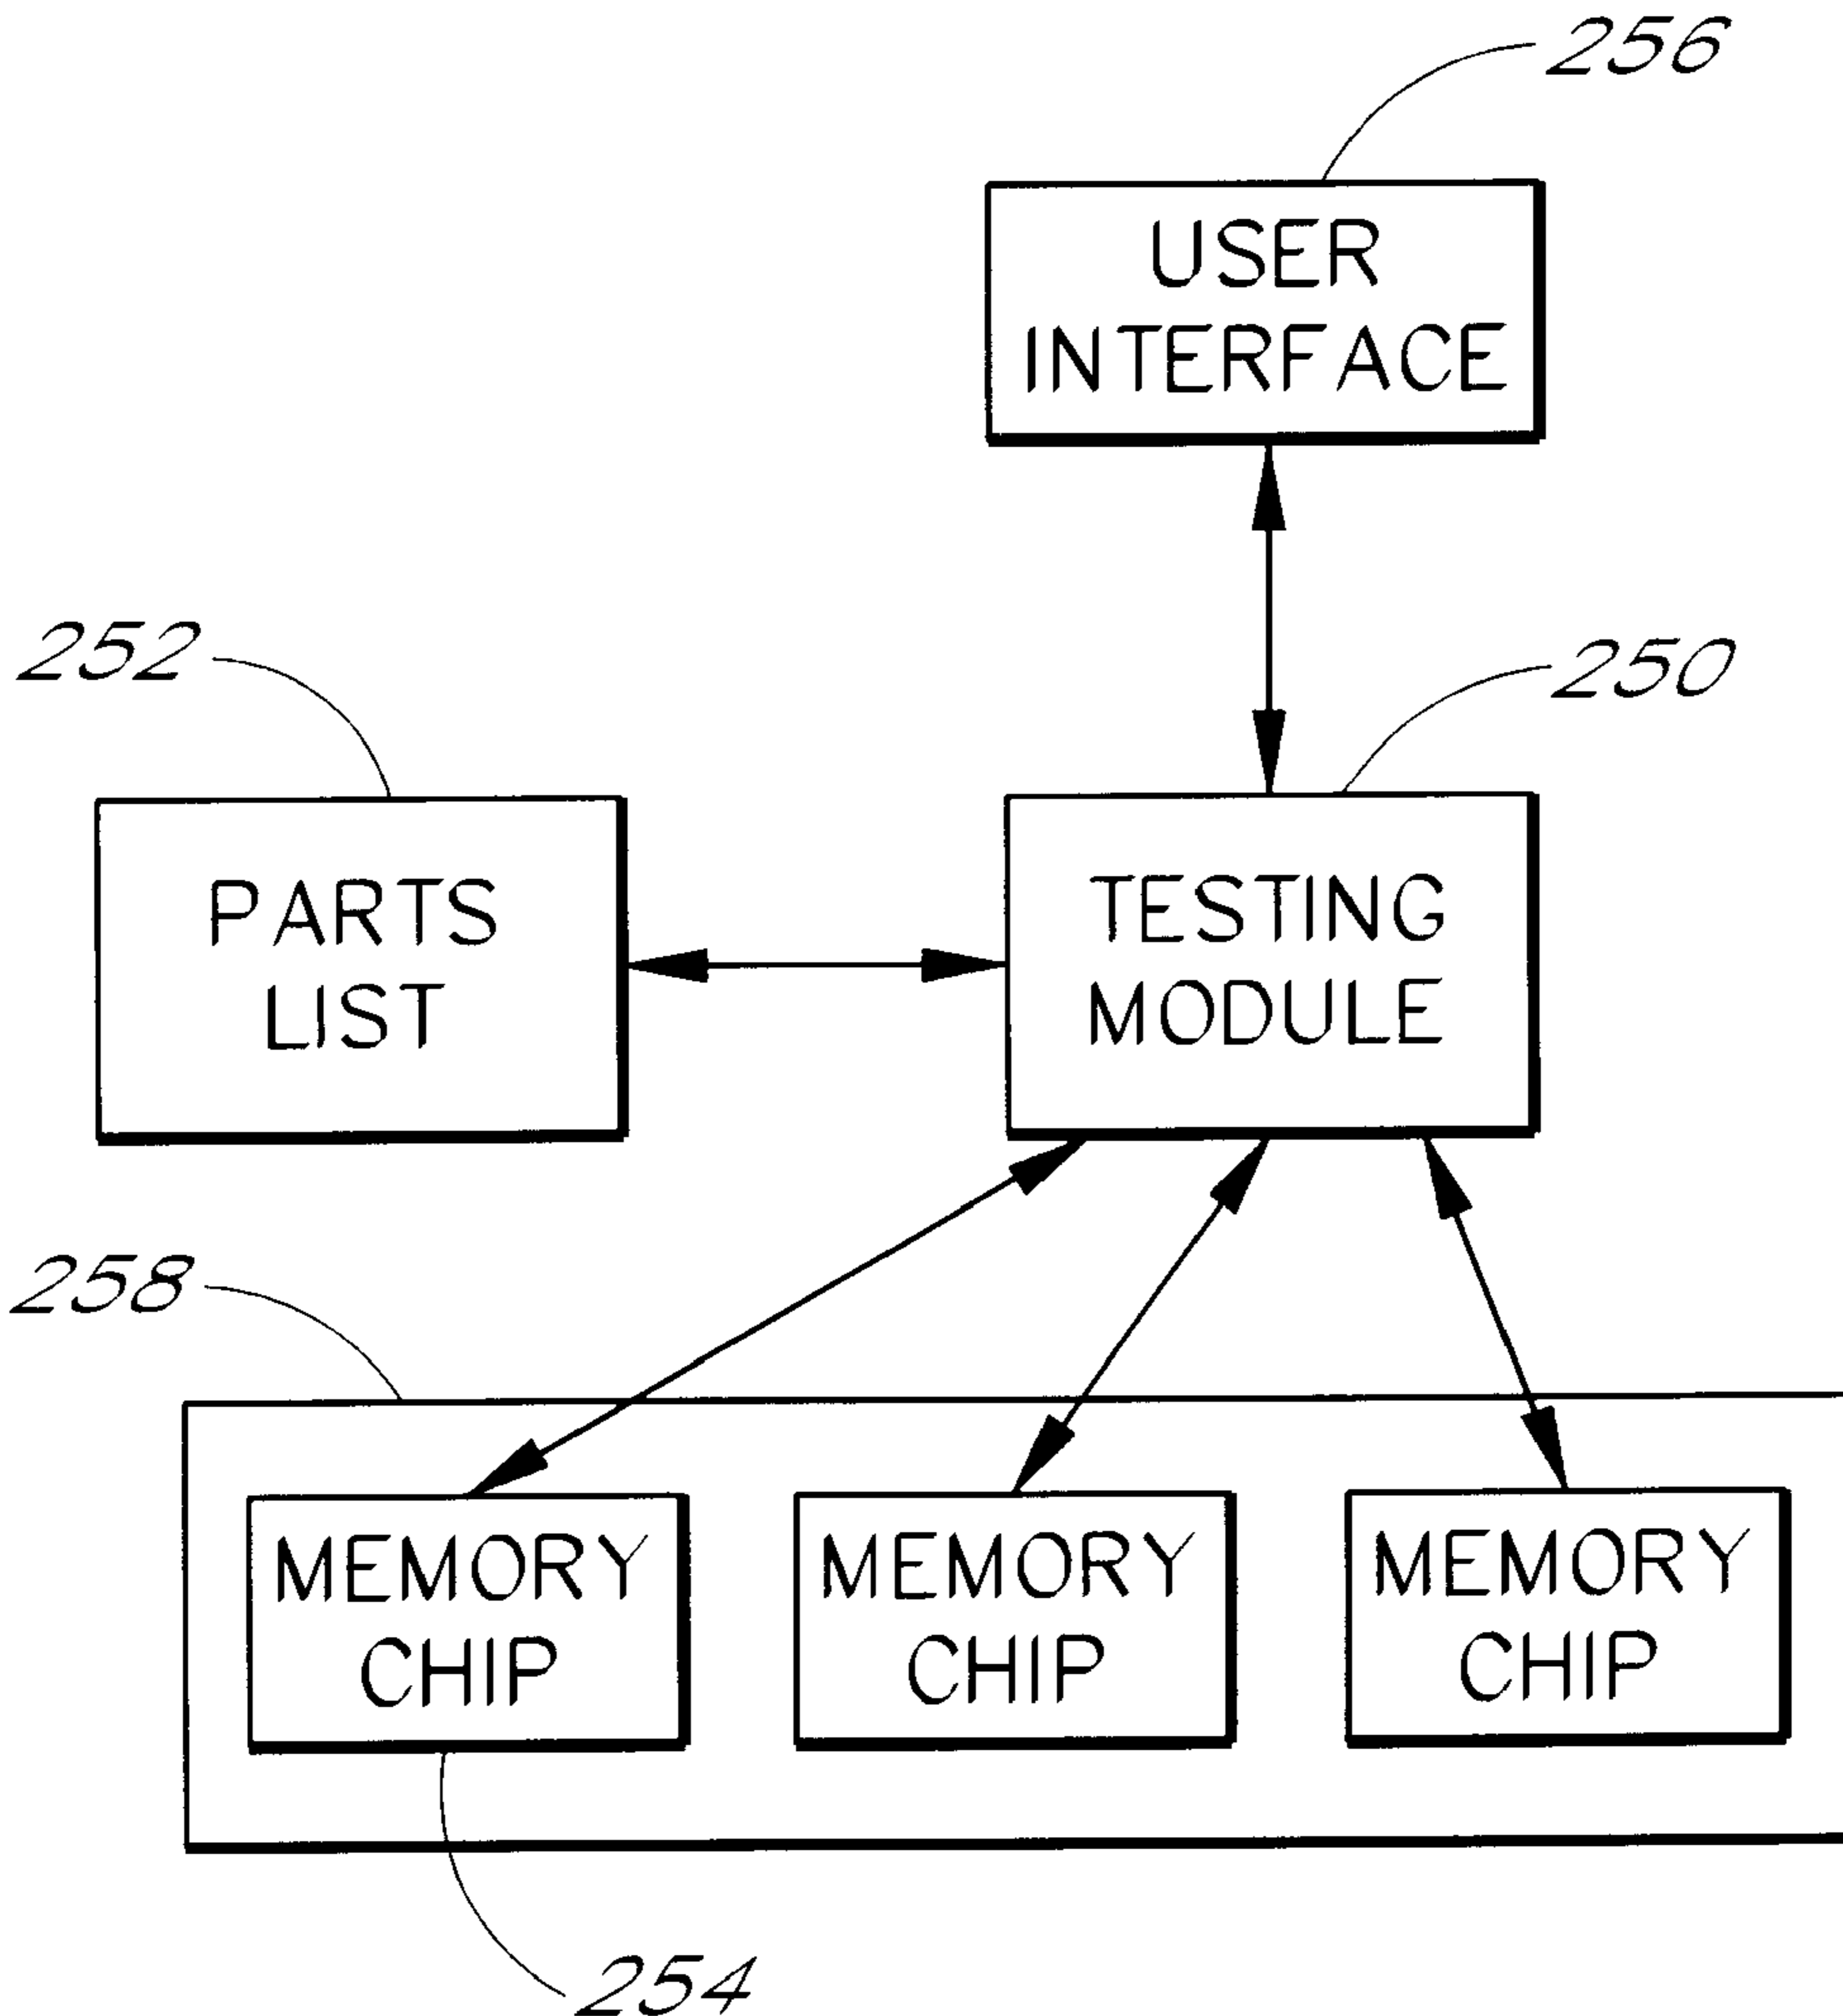 256
USER
INTERFACE
252
250
PARTS
LIST
TESTING
MODULE
258
MEMORY
CHIP
MEMORY
CHIP
MEMORY
CHIP
254